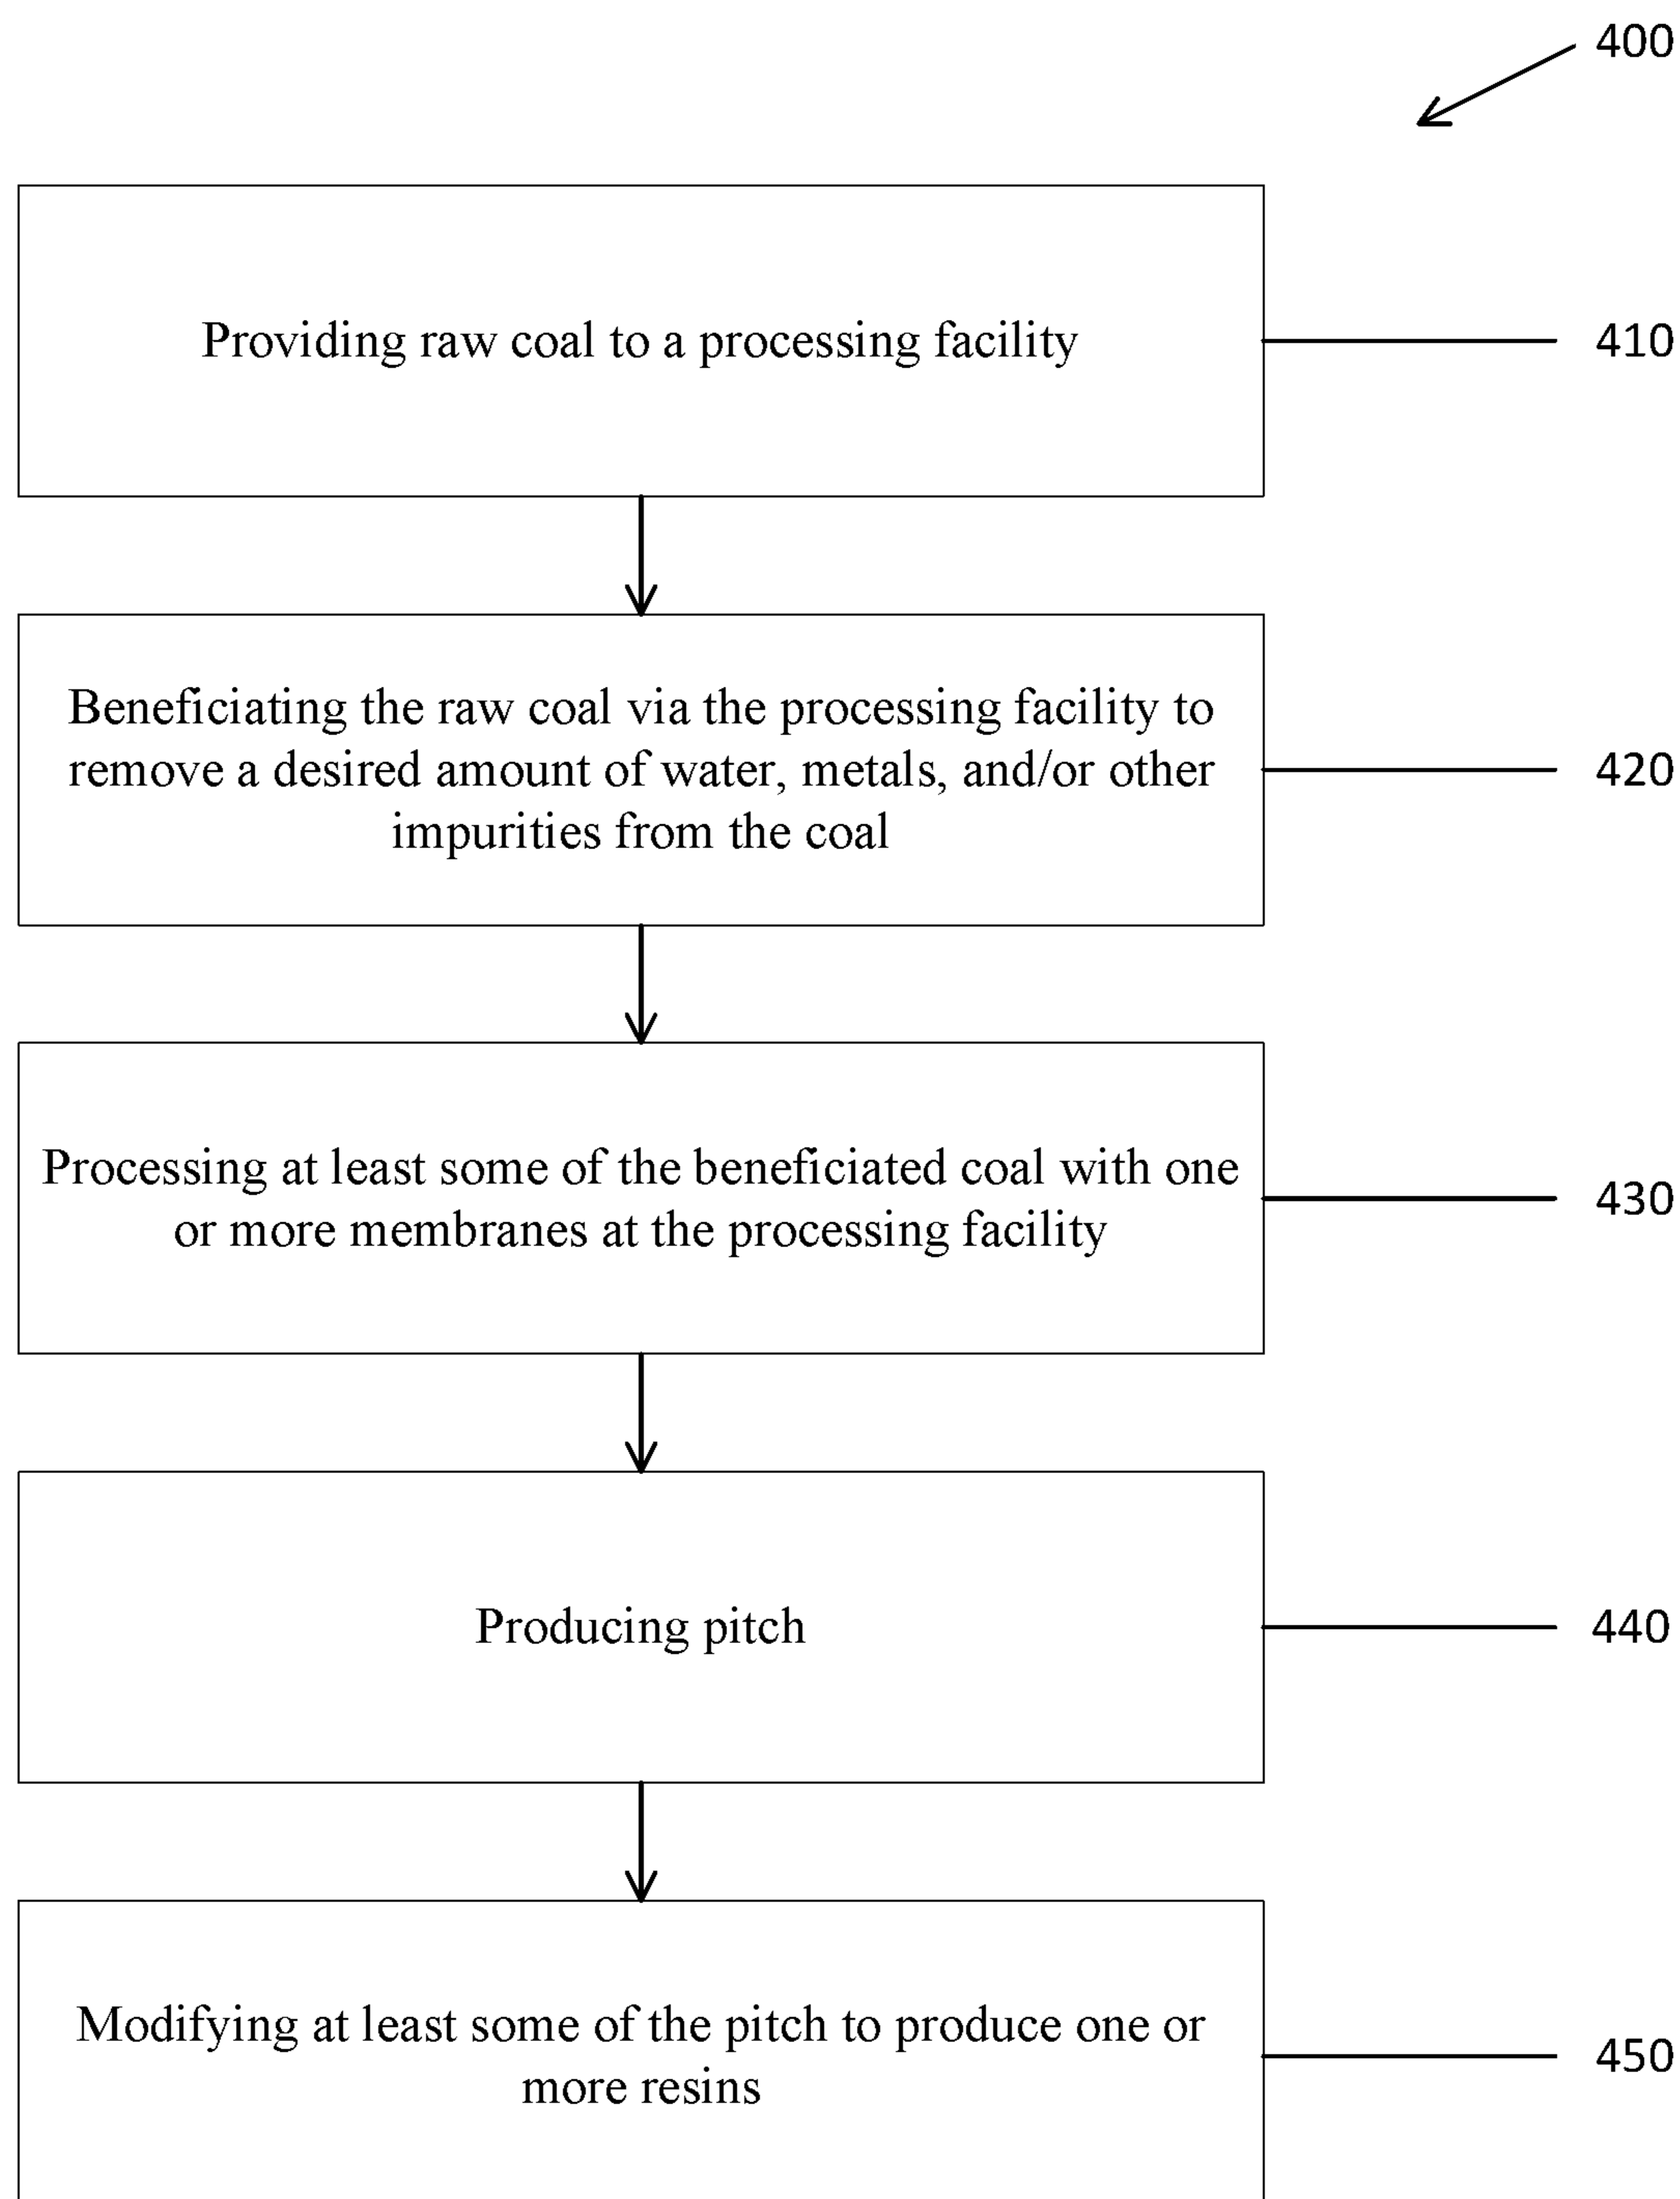 400
Providing raw coal to a processing facility
410
Beneficiating the raw coal via the processing facility to
remove a desired amount of water, metals, and/or other
impurities from the coal
420
Processing at least some of the beneficiated coal with one
or more membranes at the processing facility
430
Producing pitch
440
Modifying at least some of the pitch to produce one or
more resins
450